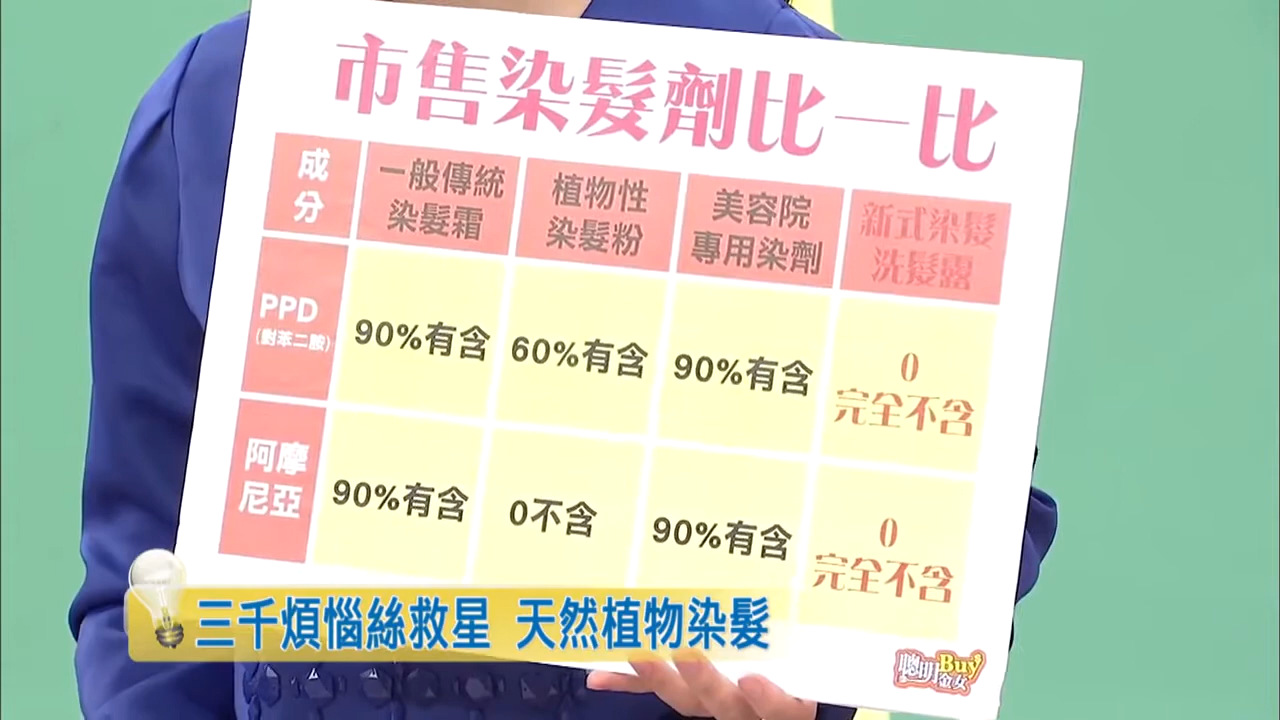 市售染髮劑比一比
成分
一般傳統染髮霜
植物性染髮粉
美容院專用染劑
新式染髮洗髮露
PPD
(對苯二胺)
90%有含
60%有含
90%有含
0
完全不含
阿摩尼亞
90%有含
0不含
90%有含
0
完全不含
三千煩惱絲救星 天然植物染髮
聰明Buy金女